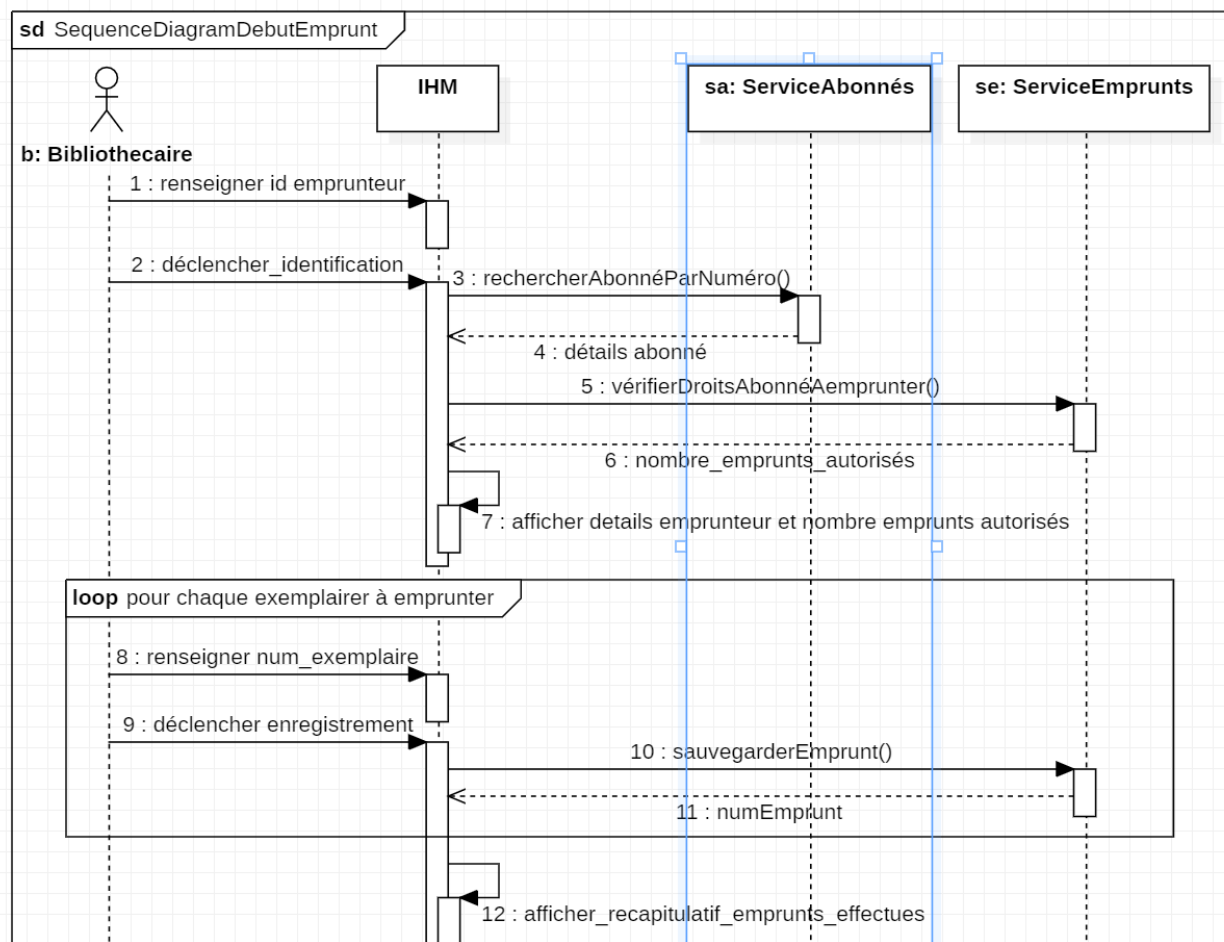 sd SequenceDiagramDebutEmprunt
IHM
sa: ServiceAbonnés
se: ServiceEmprunts
b: Bibliothecaire
1 : renseigner id emprunteur
2 : déclencher_identification
3 : rechercherAbonnéParNuméro()
4 : détails abonné
5 : vérifierDroitsAbonnéAemprunter()
6 : nombre_emprunts_autorisés
7 : afficher details emprunteur et nombre emprunts autorisés
loop pour chaque exemplairer à emprunter
8 : renseigner num_exemplaire
9 : déclencher enregistrement
10 : sauvegarderEmprunt()
11 : numEmprunt
12 : afficher_recapitulatif_emprunts_effectues